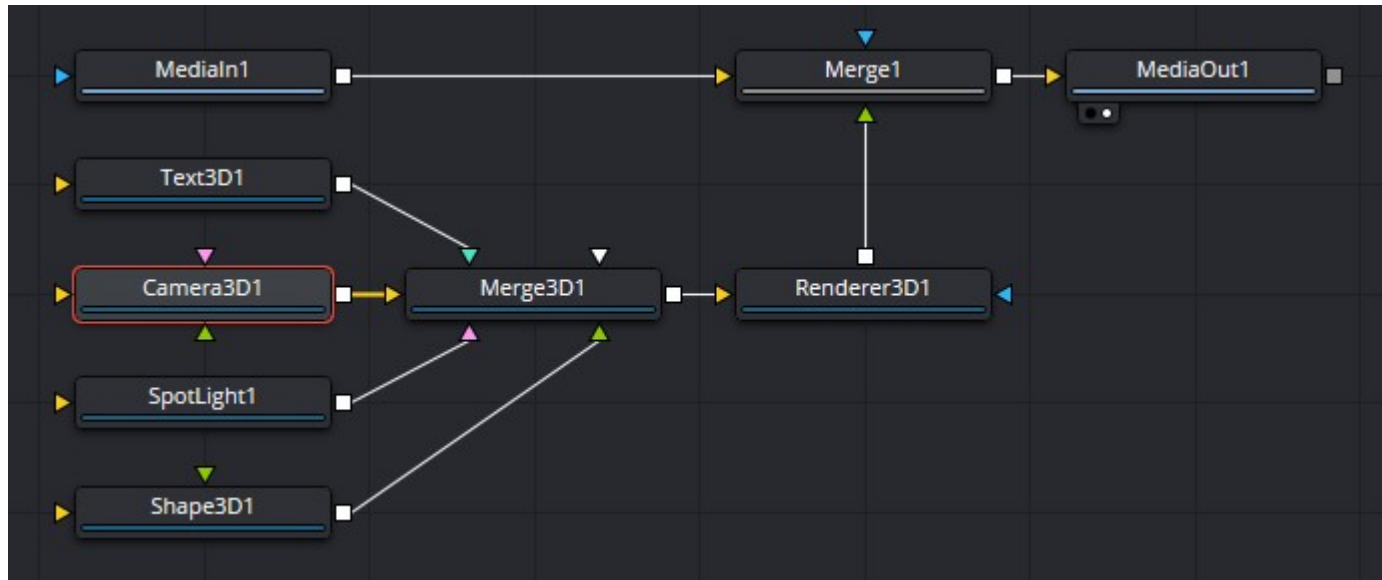 MediaIn1
Merge1
MediaOut1
Text3D1
Camera3D1
Merge3D1
Renderer3D1
SpotLight1
Shape3D1